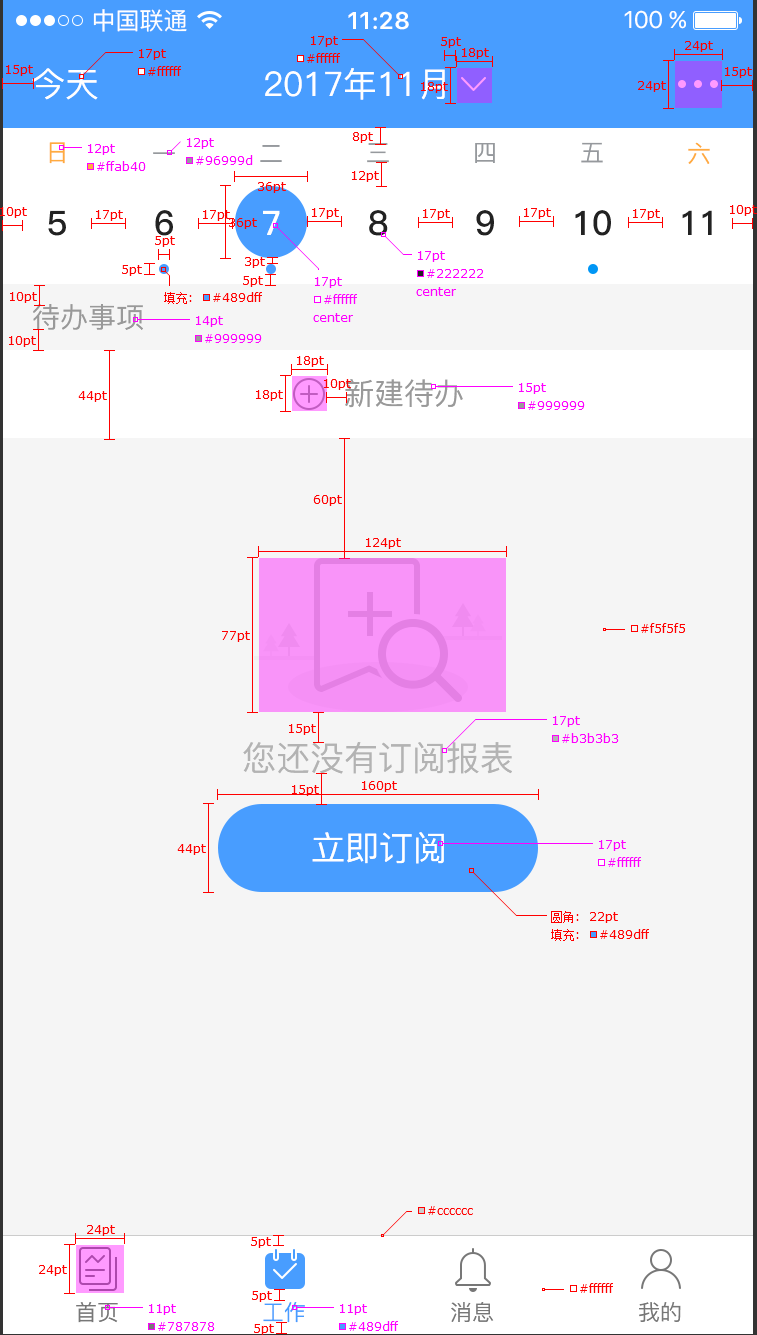 中国联通 11:28 100 %
今天 2017年11月
15pt 17pt #ffffff 17pt #ffffff 5pt 18pt 18pt 24pt 24pt 15pt
日 一 二 三 四 五 六
12pt #ffab40 12pt #96999d 8pt 12pt
36pt
5 6 7 8 9 10 11
10pt 17pt 17pt 36pt 17pt 17pt 17pt 17pt 10pt
5pt 5pt 3pt 5pt
填充: #489dff
17pt #ffffff center
17pt #222222 center
10pt
待办事项
10pt
14pt #999999
18pt
44pt 18pt 10pt
新建待办
15pt #999999
60pt
124pt
77pt
#f5f5f5
15pt
17pt #b3b3b3
您还没有订阅报表
15pt 160pt
44pt
立即订阅
17pt #ffffff
圆角: 22pt
填充: #489dff
#cccccc
24pt 24pt 5pt 5pt 5pt
#ffffff
首页 工作 消息 我的
11pt #787878 11pt #489dff